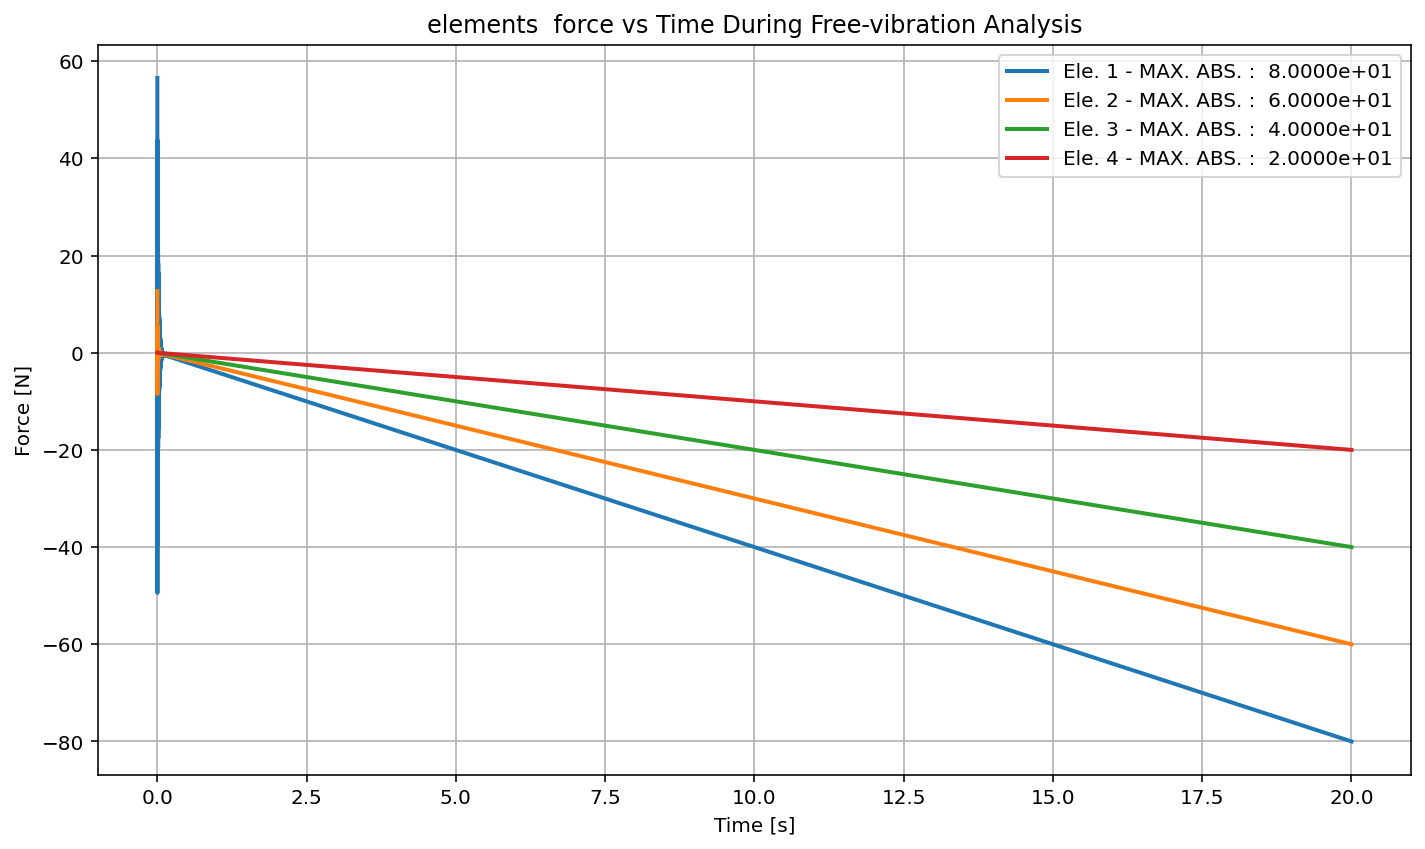 elements  force vs Time During Free-vibration Analysis
Ele. 1 - MAX. ABS. :  8.0000e+01
Ele. 2 - MAX. ABS. :  6.0000e+01
Ele. 3 - MAX. ABS. :  4.0000e+01
Ele. 4 - MAX. ABS. :  2.0000e+01
Force [N]
60
40
20
0
−20
−40
−60
−80
0.0 2.5 5.0 7.5 10.0 12.5 15.0 17.5 20.0
Time [s]